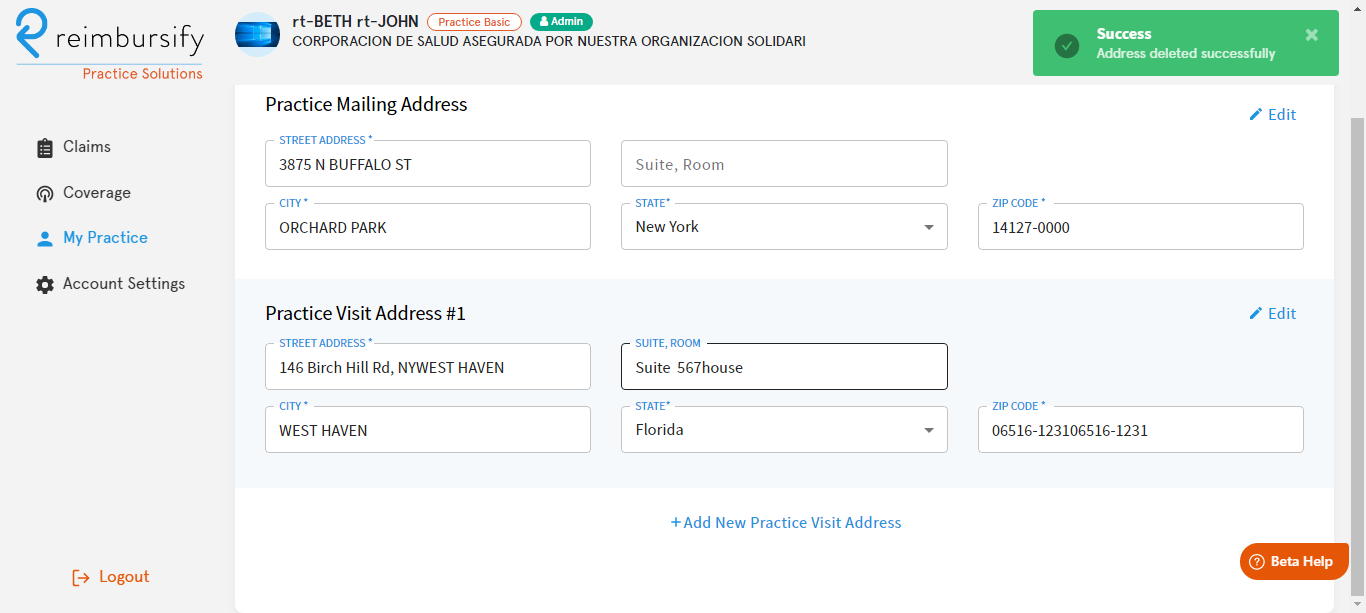 reimbursify
Practice Solutions
rt-BETH rt-JOHN Practice Basic Admin
CORPORACION DE SALUD ASEGURADA POR NUESTRA ORGANIZACION SOLIDARI
Success
Address deleted successfully
Claims
Coverage
My Practice
Account Settings
Logout
Practice Mailing Address
Edit
STREET ADDRESS *
3875 N BUFFALO ST
Suite, Room
CITY * STATE* ZIP CODE *
ORCHARD PARK New York 14127-0000
Practice Visit Address #1
Edit
STREET ADDRESS * SUITE, ROOM
146 Birch Hill Rd, NYWEST HAVEN Suite 567house
CITY * STATE* ZIP CODE *
WEST HAVEN Florida 06516-123106516-1231
+Add New Practice Visit Address
? Beta Help